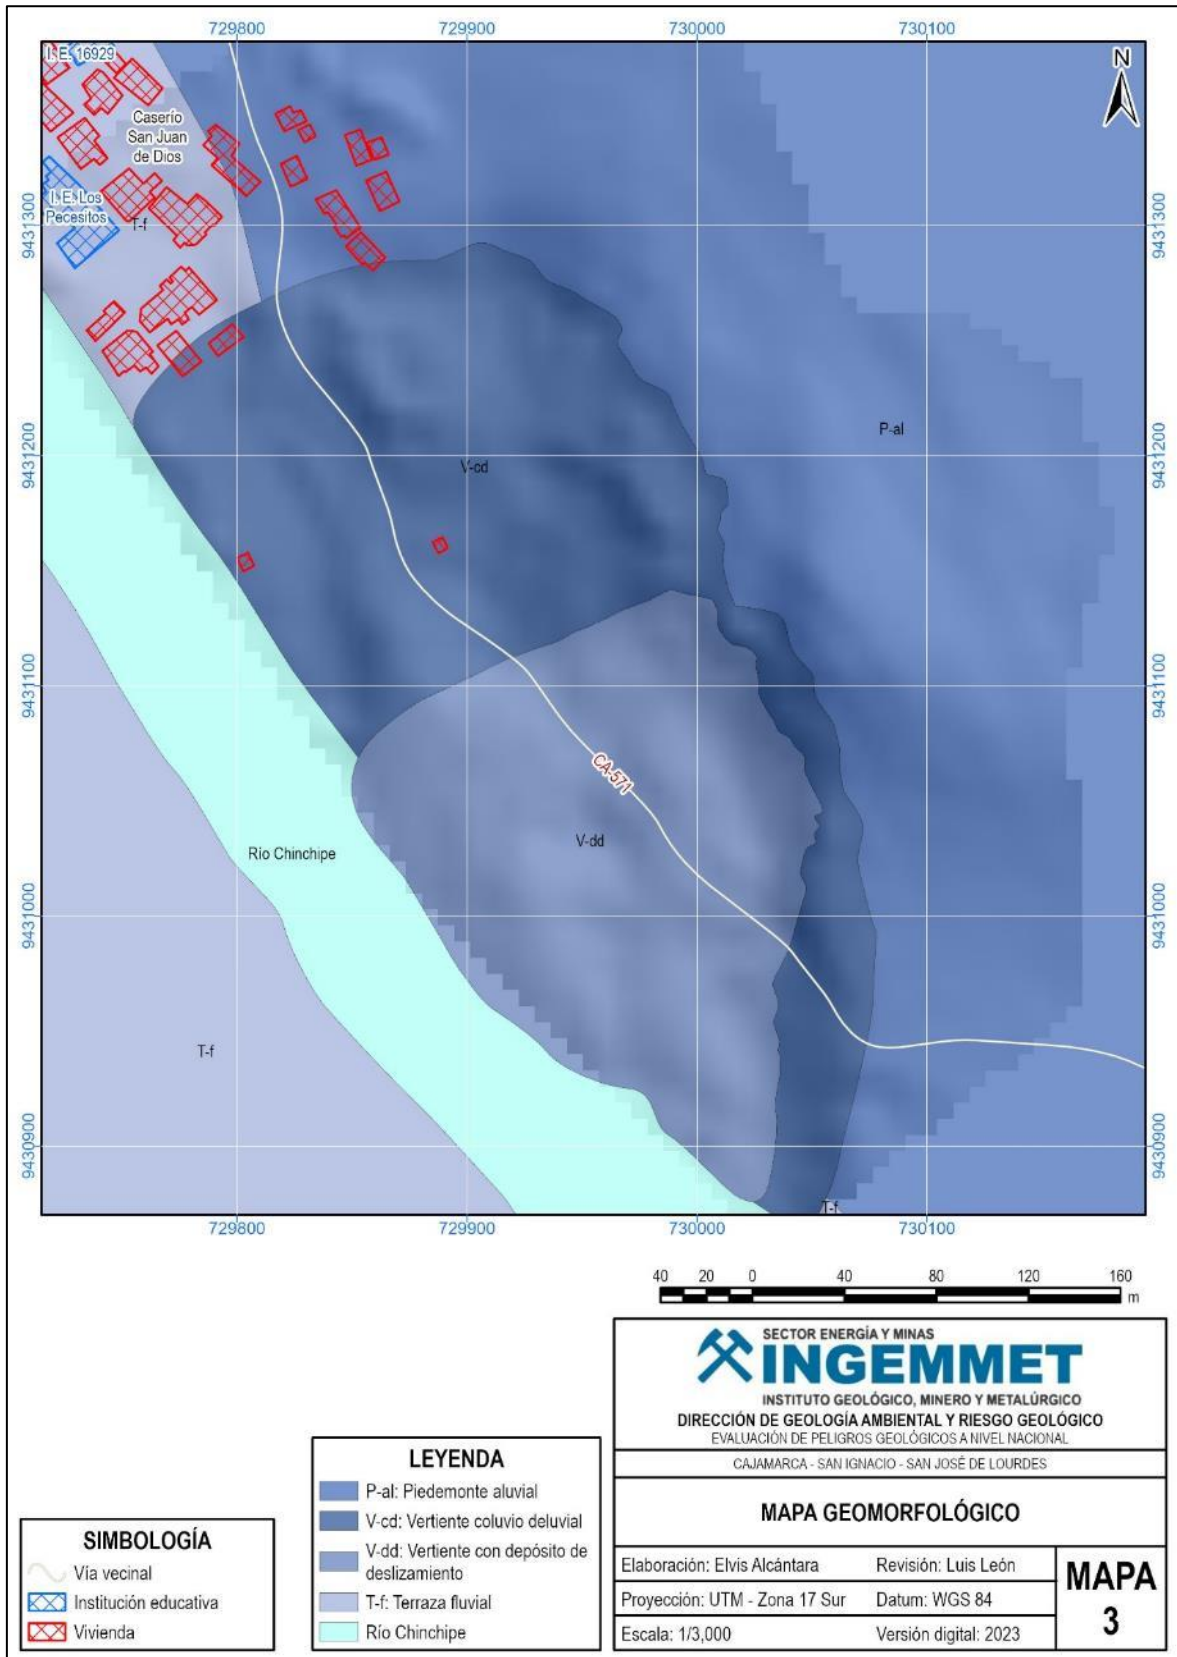 729800
729900
730000
730100
I. E. 16929
N
Caserío
San Juan
de Dios
I. E. Los
Pecesitos
T-f
9431300
9431300
P-al
9431200
9431200
V-cd
9431100
9431100
CA-571
V-dd
Río Chinchipe
9431000
9431000
T-f
9430900
9430900
T-f
729800
729900
730000
730100
40 20 0 40 80 120 160
m
SECTOR ENERGÍA Y MINAS
INGEMMET
INSTITUTO GEOLÓGICO, MINERO Y METALÚRGICO
DIRECCIÓN DE GEOLOGÍA AMBIENTAL Y RIESGO GEOLÓGICO
EVALUACIÓN DE PELIGROS GEOLÓGICOS A NIVEL NACIONAL
CAJAMARCA - SAN IGNACIO - SAN JOSÉ DE LOURDES
MAPA GEOMORFOLÓGICO
Elaboración: Elvis Alcántara
Revisión: Luis León
Proyección: UTM - Zona 17 Sur
Datum: WGS 84
Escala: 1/3,000
Versión digital: 2023
MAPA
3
LEYENDA
P-al: Piedemonte aluvial
V-cd: Vertiente coluvio deluvial
V-dd: Vertiente con depósito de
deslizamiento
T-f: Terraza fluvial
Río Chinchipe
SIMBOLOGÍA
Vía vecinal
Institución educativa
Vivienda